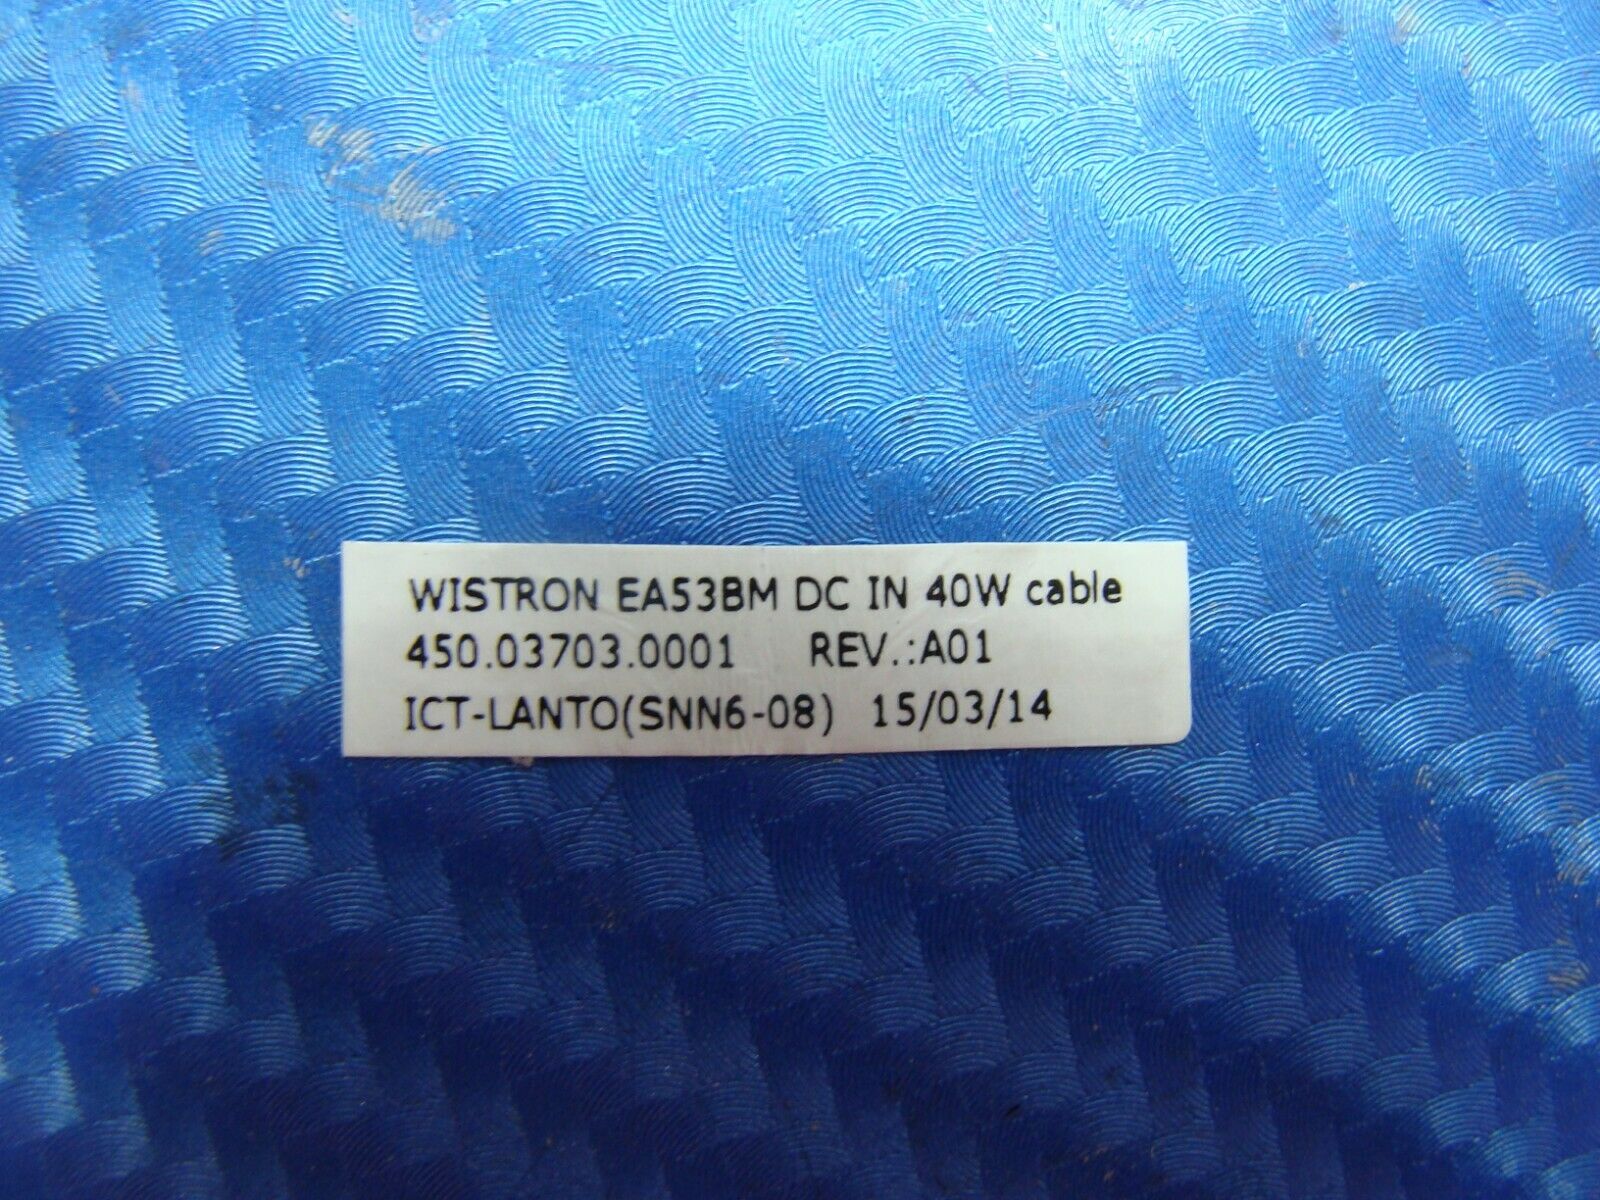 WISTRON EA53BM DC IN 40W cable
450.03703.0001 REV.:A01
ICT-LANTO(SNN6-08) 15/03/14